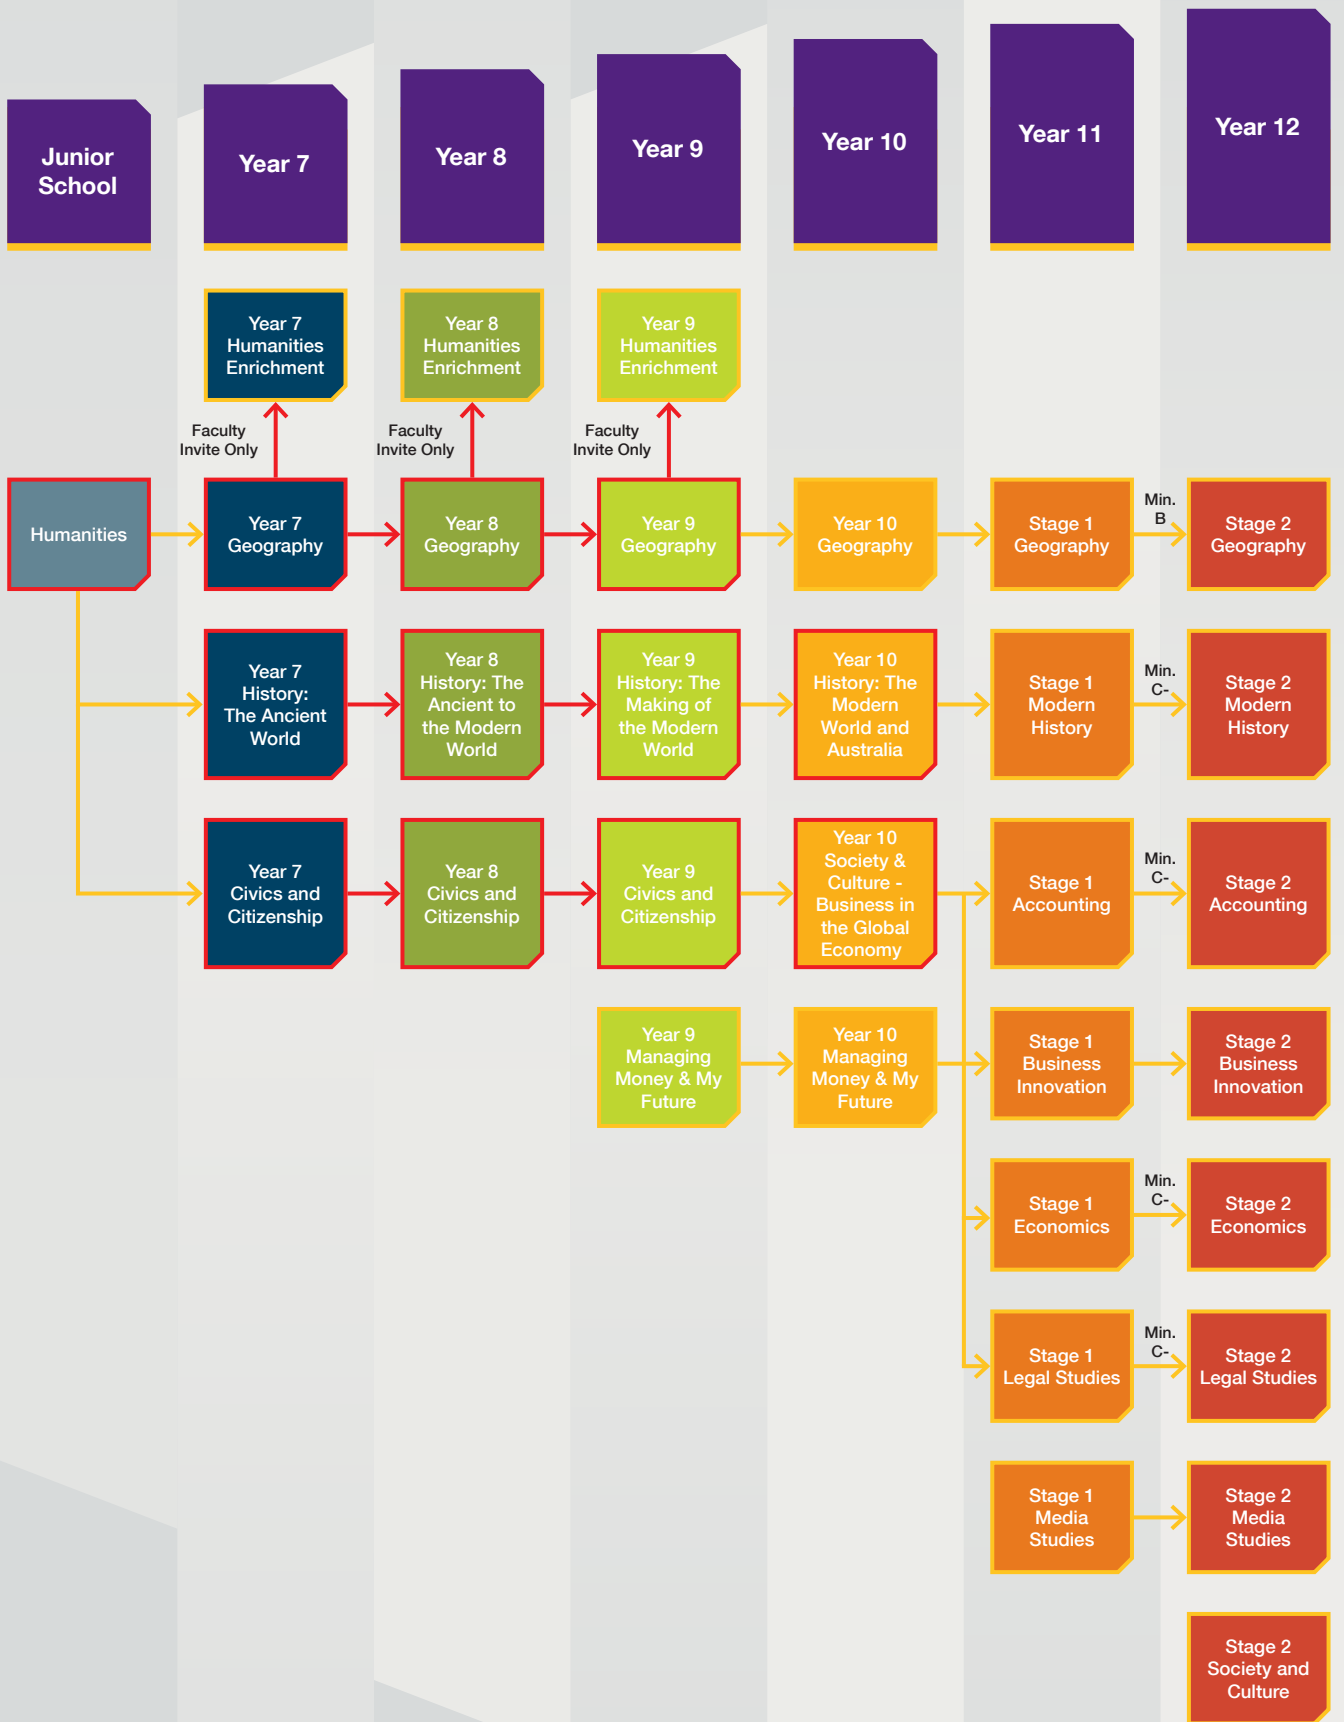 Junior
School
Year 7
Year 8
Year 9
Year 10
Year 11
Year 12
Year 7
Humanities
Enrichment
Year 8
Humanities
Enrichment
Year 9
Humanities
Enrichment
Faculty
Invite Only
Faculty
Invite Only
Faculty
Invite Only
Humanities
Year 7
Geography
Year 8
Geography
Year 9
Geography
Year 10
Geography
Stage 1
Geography
Min.
B
Stage 2
Geography
Year 7
History:
The Ancient
World
Year 8
History: The
Ancient to
the Modern
World
Year 9
History: The
Making of
the Modern
World
Year 10
History: The
Modern
World and
Australia
Stage 1
Modern
History
Min.
C-
Stage 2
Modern
History
Year 7
Civics and
Citizenship
Year 8
Civics and
Citizenship
Year 9
Civics and
Citizenship
Year 10
Society &
Culture -
Business in
the Global
Economy
Stage 1
Accounting
Min.
C-
Stage 2
Accounting
Year 9
Managing
Money & My
Future
Year 10
Managing
Money & My
Future
Stage 1
Business
Innovation
Stage 2
Business
Innovation
Stage 1
Economics
Min.
C-
Stage 2
Economics
Stage 1
Legal Studies
Min.
C-
Stage 2
Legal Studies
Stage 1
Media
Studies
Stage 2
Media
Studies
Stage 2
Society and
Culture